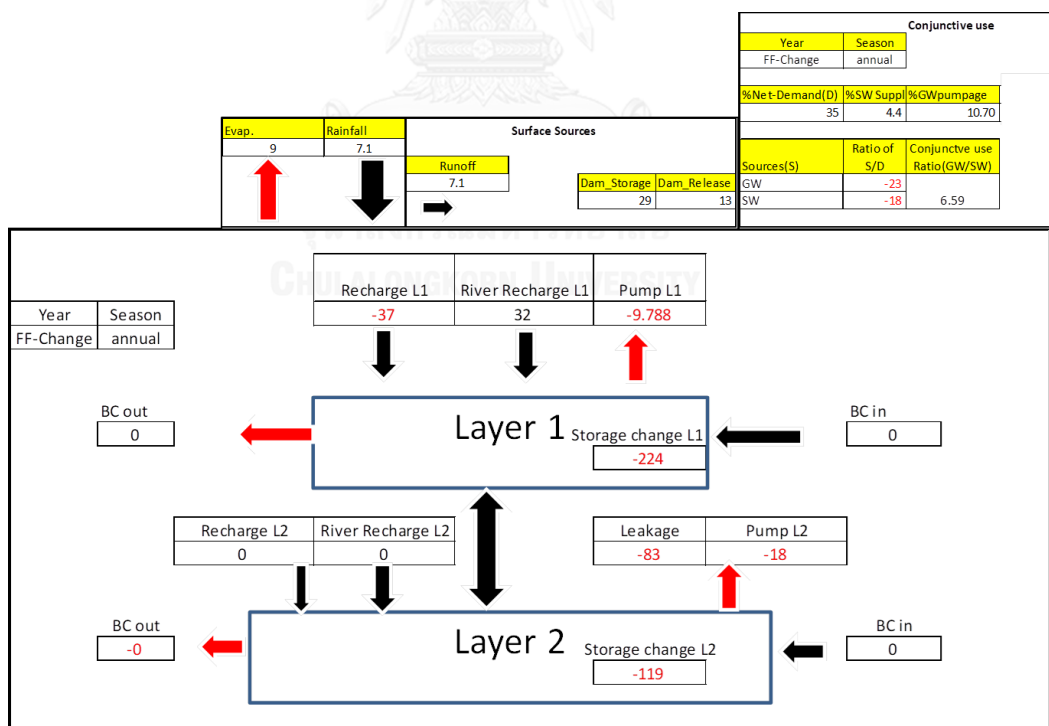 Conjunctive use
Year Season
FF-Change annual
%Net-Demand(D) %SW Suppl %GWpumpage
35 4.4 10.70
Evap. Rainfall Surface Sources
9 7.1
Runoff
7.1
Dam_Storage Dam_Release
29 13
Ratio of Conjunctve use
Sources(S) S/D Ratio(GW/SW)
GW -23
SW -18 6.59
CHULALONGKORN UNIVERSITY
Recharge L1 River Recharge L1 Pump L1
-37 32 -9.788
Year Season
FF-Change annual
BC out
0
Layer 1
Storage change L1
-224
BC in
0
Recharge L2 River Recharge L2
0 0
Leakage Pump L2
-83 -18
BC out
-0
Layer 2
Storage change L2
-119
BC in
0